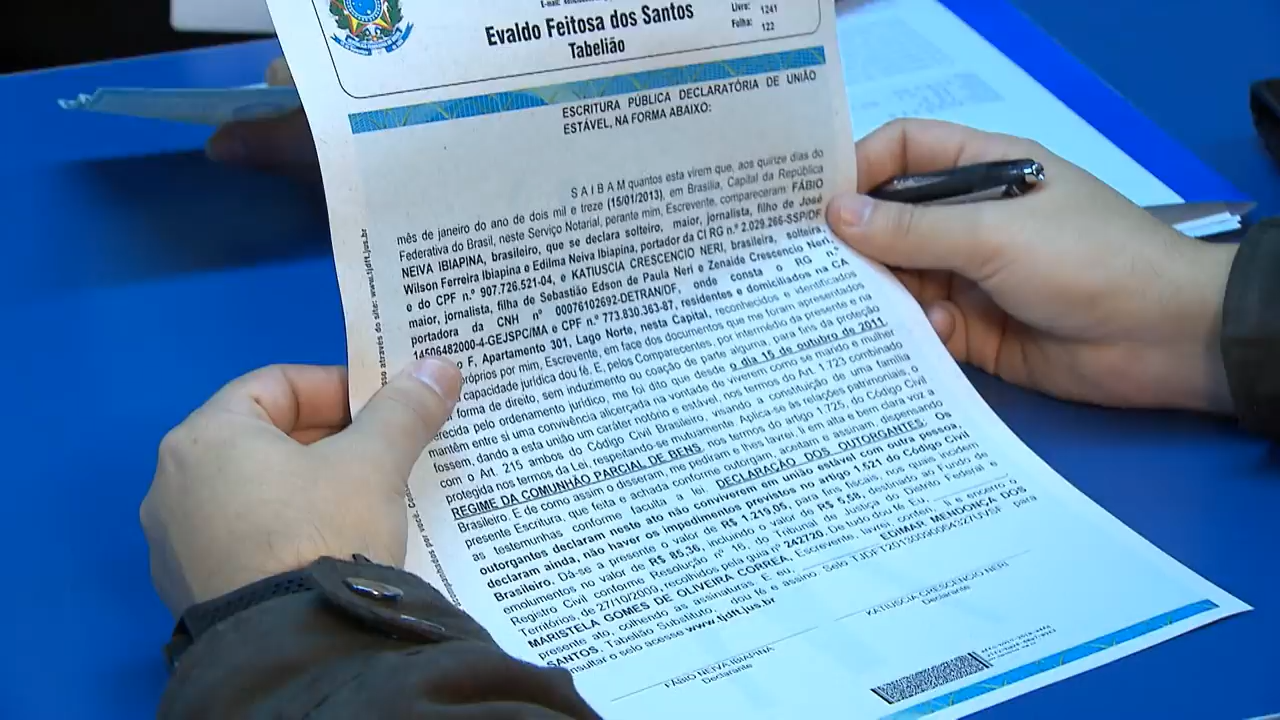 Evaldo Feitosa dos Santos
Tabelião
Livro: 1241
Folha: 122
ESCRITURA PÚBLICA DECLARATÓRIA DE UNIÃO
ESTÁVEL, NA FORMA ABAIXO:
S A I B A M quantos esta virem que, aos quinze dias do
mês de janeiro do ano de dois mil e treze (15/01/2013), em Brasília, Capital da República
Federativa do Brasil, neste Serviço Notarial, perante mim, Escrevente, compareceram: FÁBIO
NEIVA IBIAPINA, brasileiro, que se declara solteiro, maior, jornalista, filho de José
Wilson Ferreira Ibiapina e Edilma Neiva Ibiapina, portador da CI RG n.º 2.029.266-SSP/DF
e do CPF n.º 907.726.521-04, e KATIUSCIA CRESCENCIO NERI, brasileira, solteira,
maior, jornalista, filha de Sebastião Edson de Paula Neri e Zenaide Crescencio Neri,
portadora da CNH nº 00076102692-DETRAN/DF, onde consta o RG n.º
14506482000-4-GEJSPC/MA e CPF n.º 773.830.363-87, residentes e domiciliados na CA
F, Apartamento 301, Lago Norte, nesta Capital, reconhecidos e identificados
próprios por mim, Escrevente, em face dos documentos que me foram apresentados
capacidade jurídica dou fé. E, pelos Comparecentes, por intermédio da presente e na
forma de direito, sem induzimento ou coação de parte alguma, para fins da proteção
erecida pelo ordenamento jurídico, me foi dito que desde o dia 15 de outubro de 2011
mantêm entre si uma convivência alicerçada na vontade de viverem como se marido e mulher
fossem, dando a esta união um caráter notório e estável, nos termos do Art. 1.723 combinado
com o Art. 215 ambos do Código Civil Brasileiro visando a constituição de uma família
protegida nos termos da Lei, respeitando-se mutuamente. Aplica-se às relações patrimoniais, o
REGIME DA COMUNHÃO PARCIAL DE BENS, nos termos do artigo 1.725, do Código Civil
Brasileiro. E de como assim o disseram, me pediram e lhes lavrei, li em alta e bem clara voz a
presente Escritura que feita e achada conforme outorgam, aceitam e assinam, dispensando
as testemunhas conforme faculta a lei. DECLARAÇÃO DOS OUTORGANTES: Os
outorgantes declaram neste ato não conviverem em união estável com outra pessoa,
declaram ainda, não haver os impedimentos previstos no artigo 1.521 do Código Civil
Brasileiro. Dá-se a presente o valor de R$ 1.219,05, para fins fiscais, nos quais incidem
emolumentos no valor de R$ 85,36, incluindo o valor de R$ 5,58, destinado ao Fundo de
Registro Civil conforme Resolução nº 16, do Tribunal de Justiça do Distrito Federal e
Territórios, de 27/10/2009, recolhidos pela guia nº 242720.
MARISTELA GOMES DE OLIVEIRA CORREA, Escrevente, lavrei, conferi, li e encerro o
presente ato, colhendo as assinaturas. E eu, EDIMAR MENDONÇA DOS
SANTOS, Tabelião Substituto, dou fé e assino. Selo
consultar o selo acesse www.tjdft.jus.br
FÁBIO NEIVA IBIAPINA
Declarante
KATIUSCIA CRESCENCIO NERI
Declarante
através do site: www.tjdft.jus.br